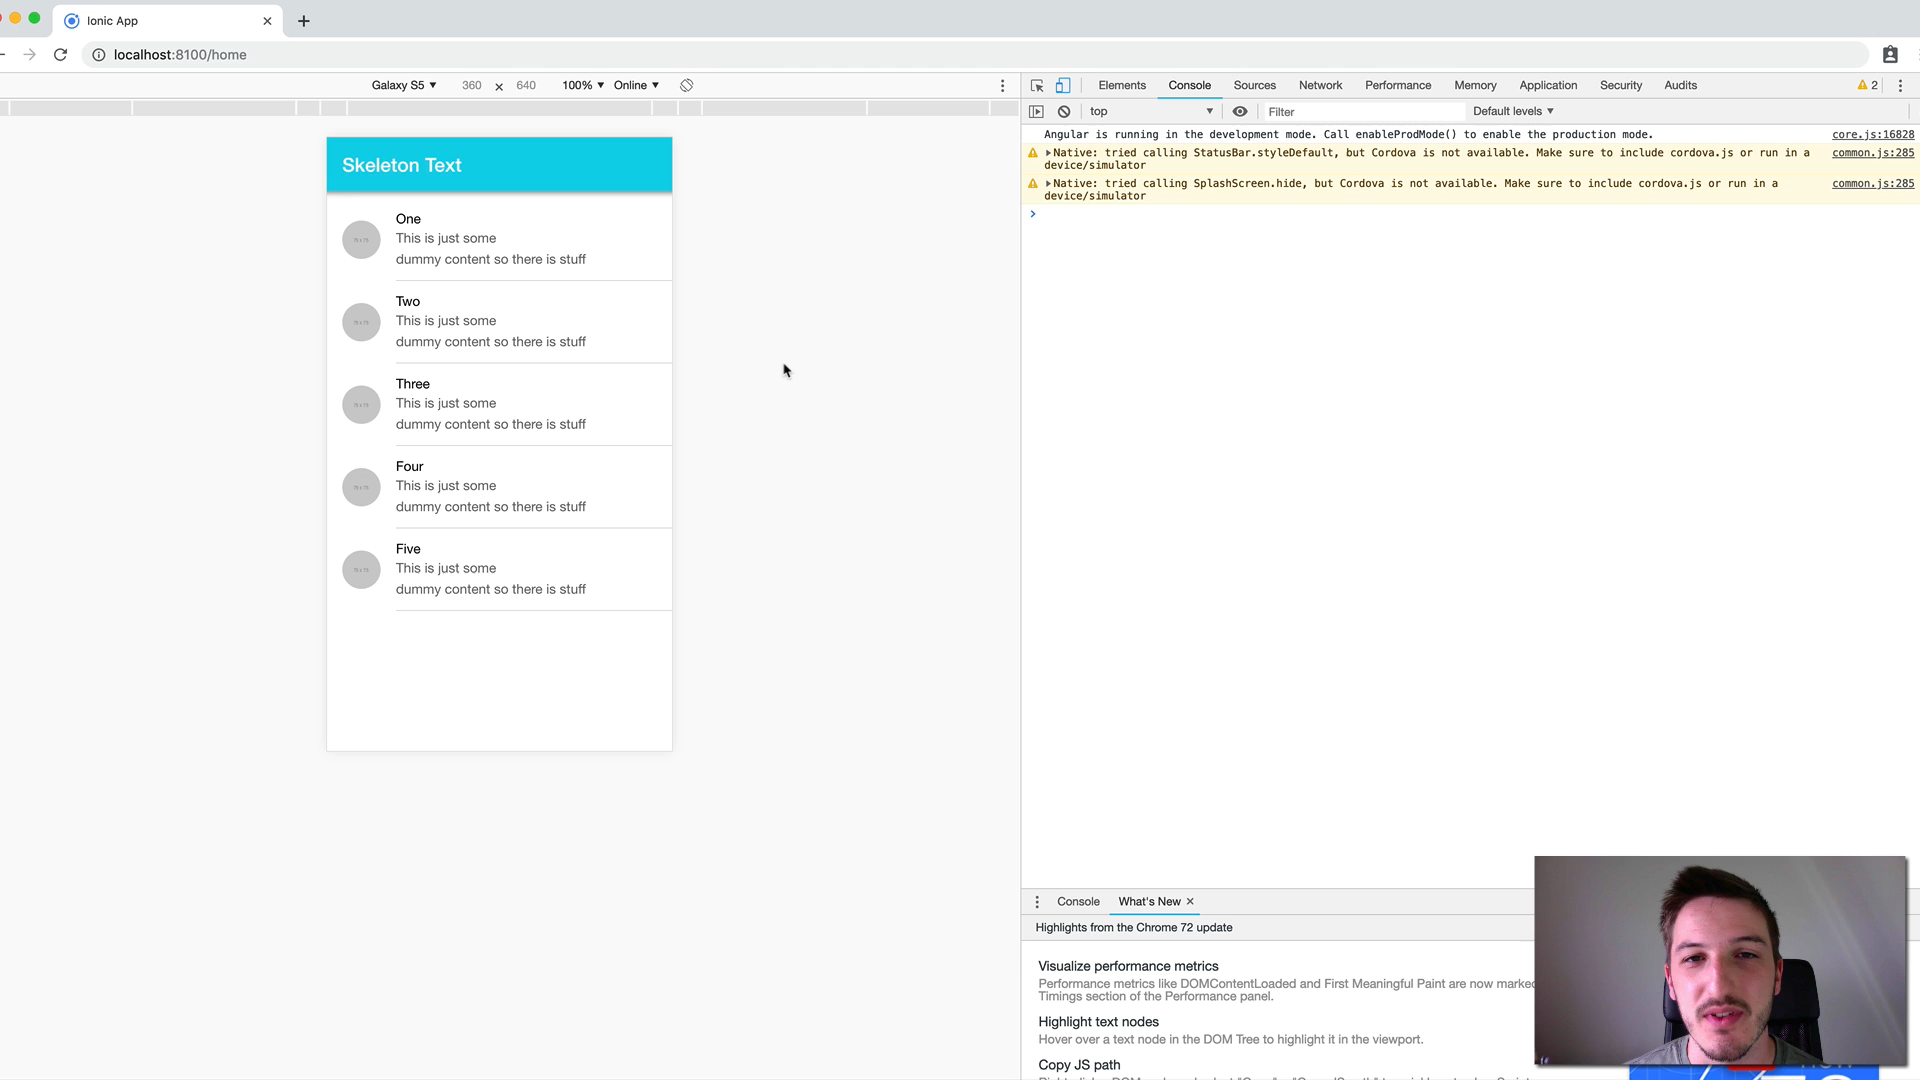 Ionic App
localhost:8100/home
Galaxy S5 ▼ 360 × 640 100% ▼ Online ▼
Elements Console Sources Network Performance Memory Application Security Audits 2
top ▼ Filter Default levels ▼
Angular is running in the development mode. Call enableProdMode() to enable the production mode. core.js:16828
Native: tried calling StatusBar.styleDefault, but Cordova is not available. Make sure to include cordova.js or run in a common.js:285
device/simulator
Native: tried calling SplashScreen.hide, but Cordova is not available. Make sure to include cordova.js or run in a common.js:285
device/simulator
Skeleton Text
One
This is just some
dummy content so there is stuff
Two
This is just some
dummy content so there is stuff
Three
This is just some
dummy content so there is stuff
Four
This is just some
dummy content so there is stuff
Five
This is just some
dummy content so there is stuff
Console What's New
Highlights from the Chrome 72 update
Visualize performance metrics
Performance metrics like DOMContentLoaded and First Meaningful Paint are now marked
Timings section of the Performance panel.
Highlight text nodes
Hover over a text node in the DOM Tree to highlight it in the viewport.
Copy JS path